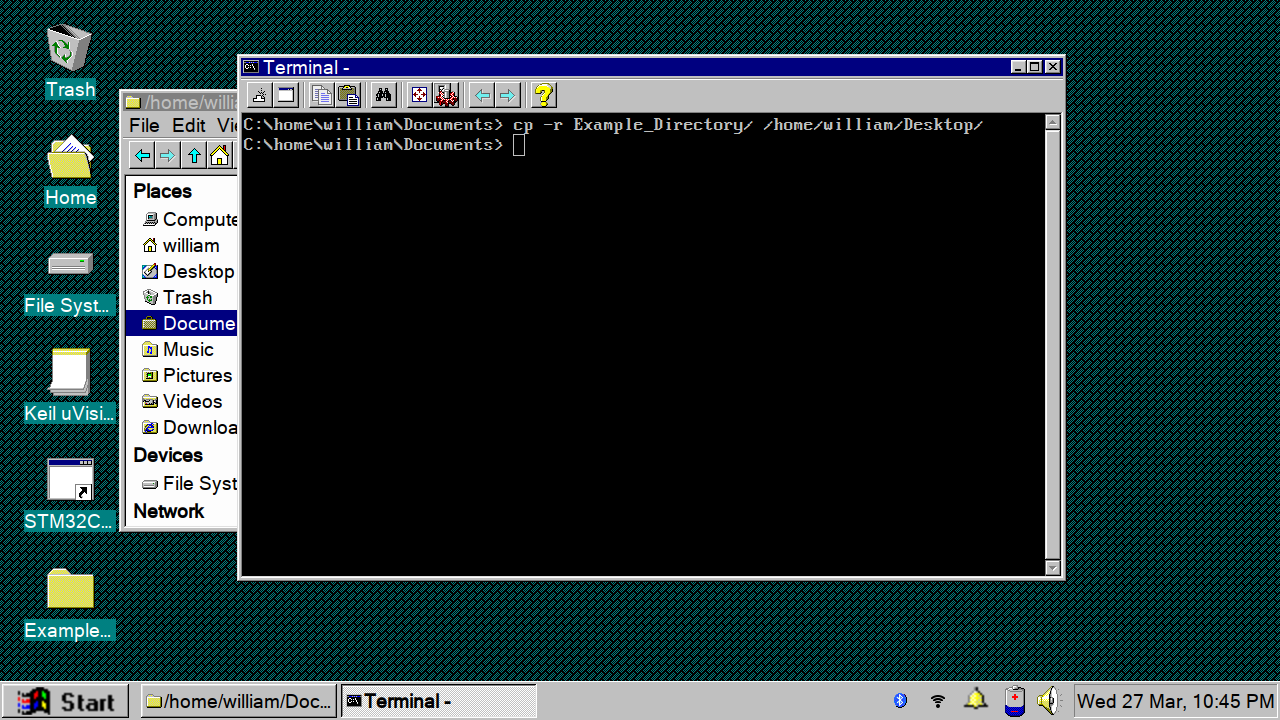 Trash
Home
File Syst...
Keil uVisi...
STM32C...
Example...
/home/willia
File Edit Vi
Places
Compute
william
Desktop
Trash
Docume
Music
Pictures
Videos
Downloa
Devices
File Syst
Network
Terminal -
C:\home\william\Documents> cp -r Example_Directory/ /home/william/Desktop/
C:\home\william\Documents>
Start
/home/william/Doc...
Terminal -
Wed 27 Mar, 10:45 PM